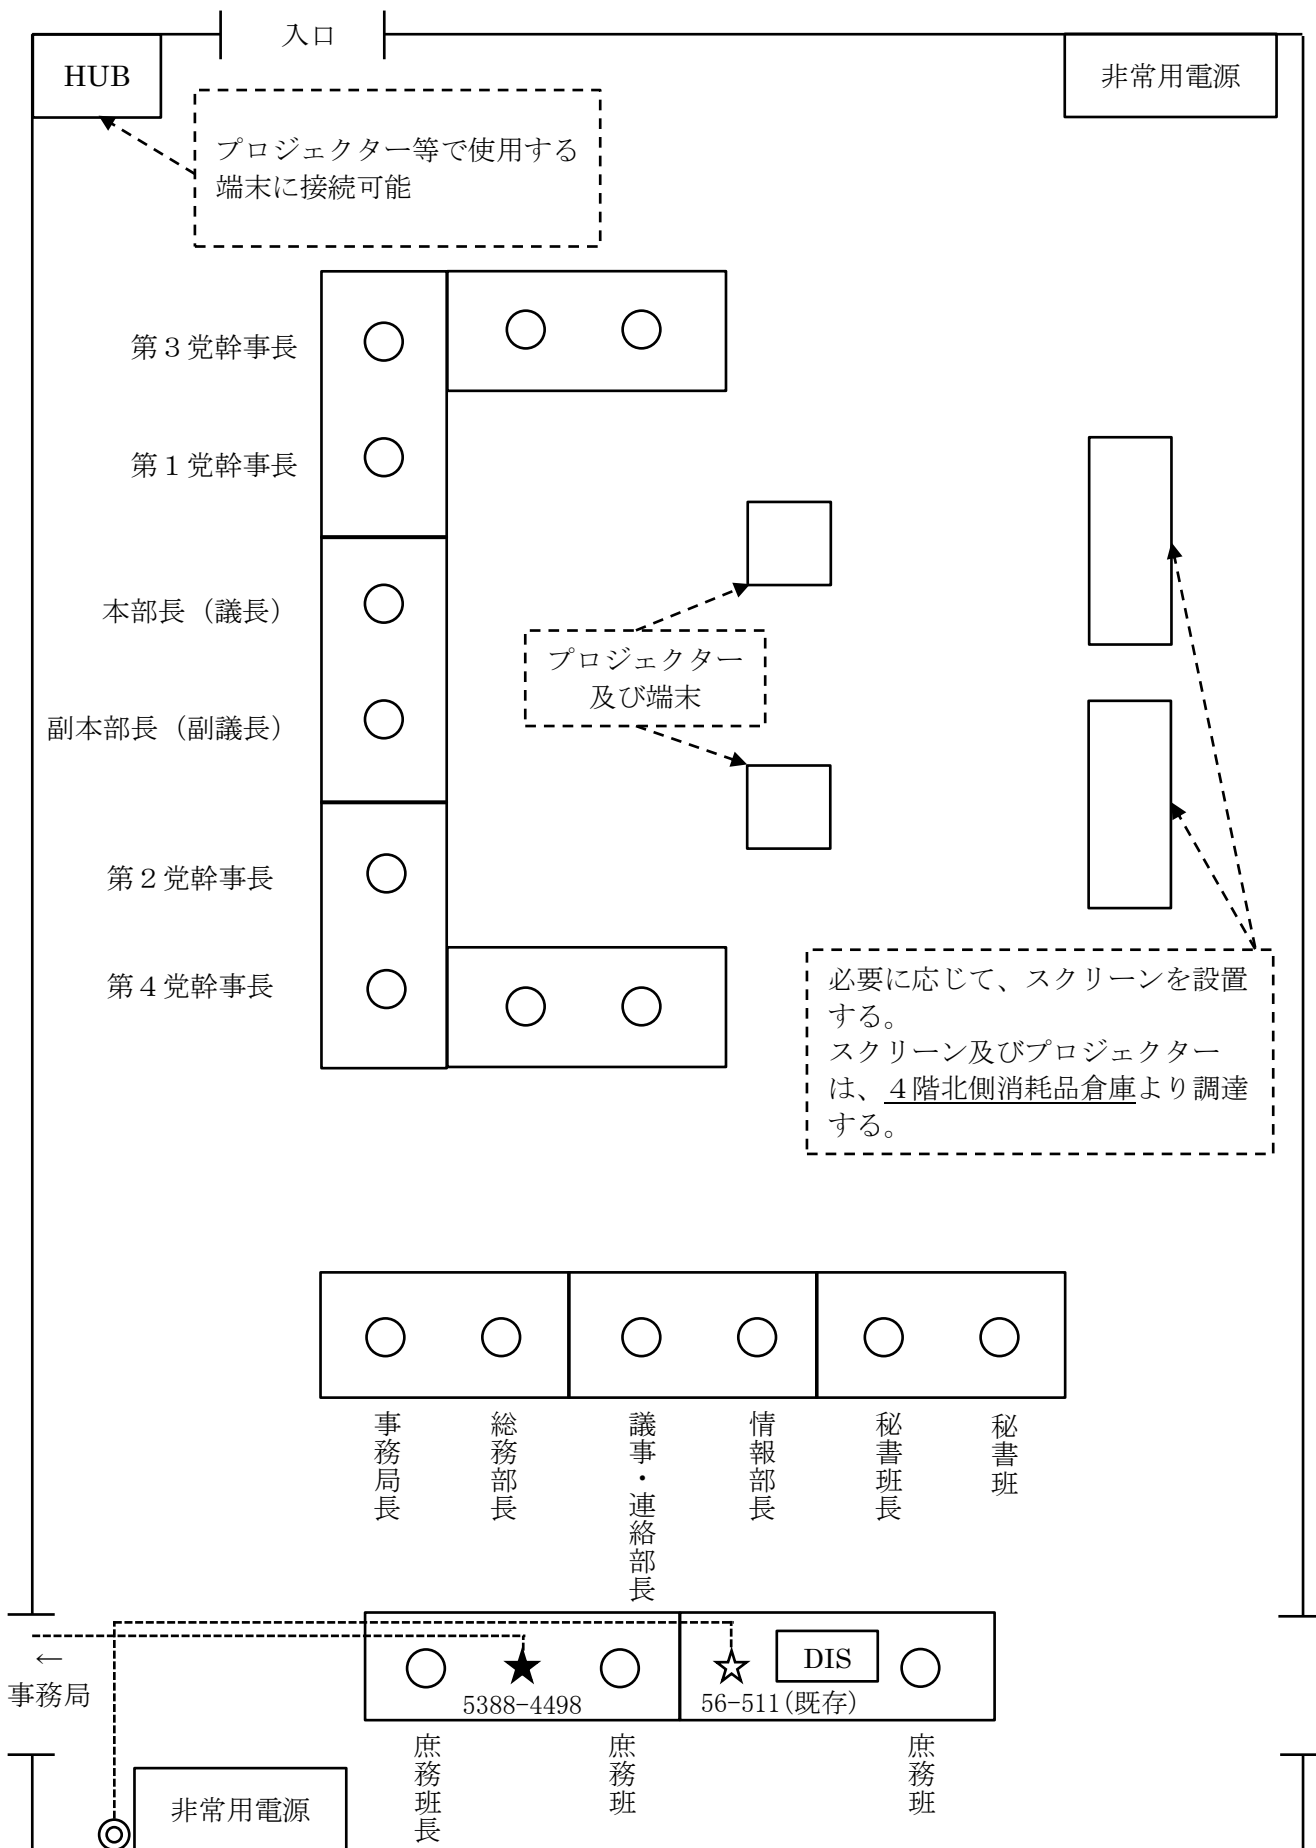 入口
HUB
非常用電源
プロジェクター等で使用する
端末に接続可能
第３党幹事長
第１党幹事長
本部長（議長）
プロジェクター
及び端末
副本部長（副議長）
第２党幹事長
第４党幹事長
必要に応じて、スクリーンを設置
する。
スクリーン及びプロジェクター
は、４階北側消耗品倉庫より調達
する。
事務局長
総務部長
議事・連絡部長
情報部長
秘書班長
秘書班
←
事務局
★
5388-4498
☆
56-511(既存)
DIS
庶務班長
庶務班
庶務班
非常用電源